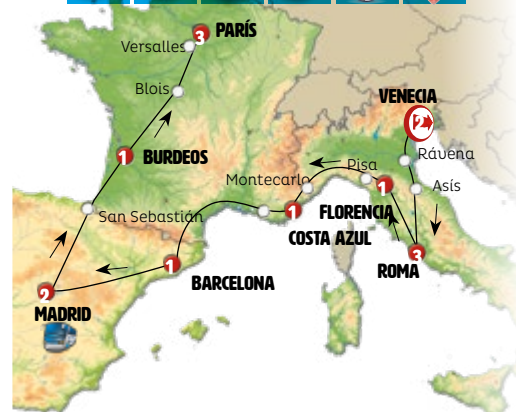 3 PARÍS
Versalles
Blois
VENECIA
2
1 BURDEOS
Rávena
Pisa
Montecarlo
Asís
1
San Sebastián
1
FLORENCIA
COSTA AZUL
3
ROMA
1
BARCELONA
2
MADRID